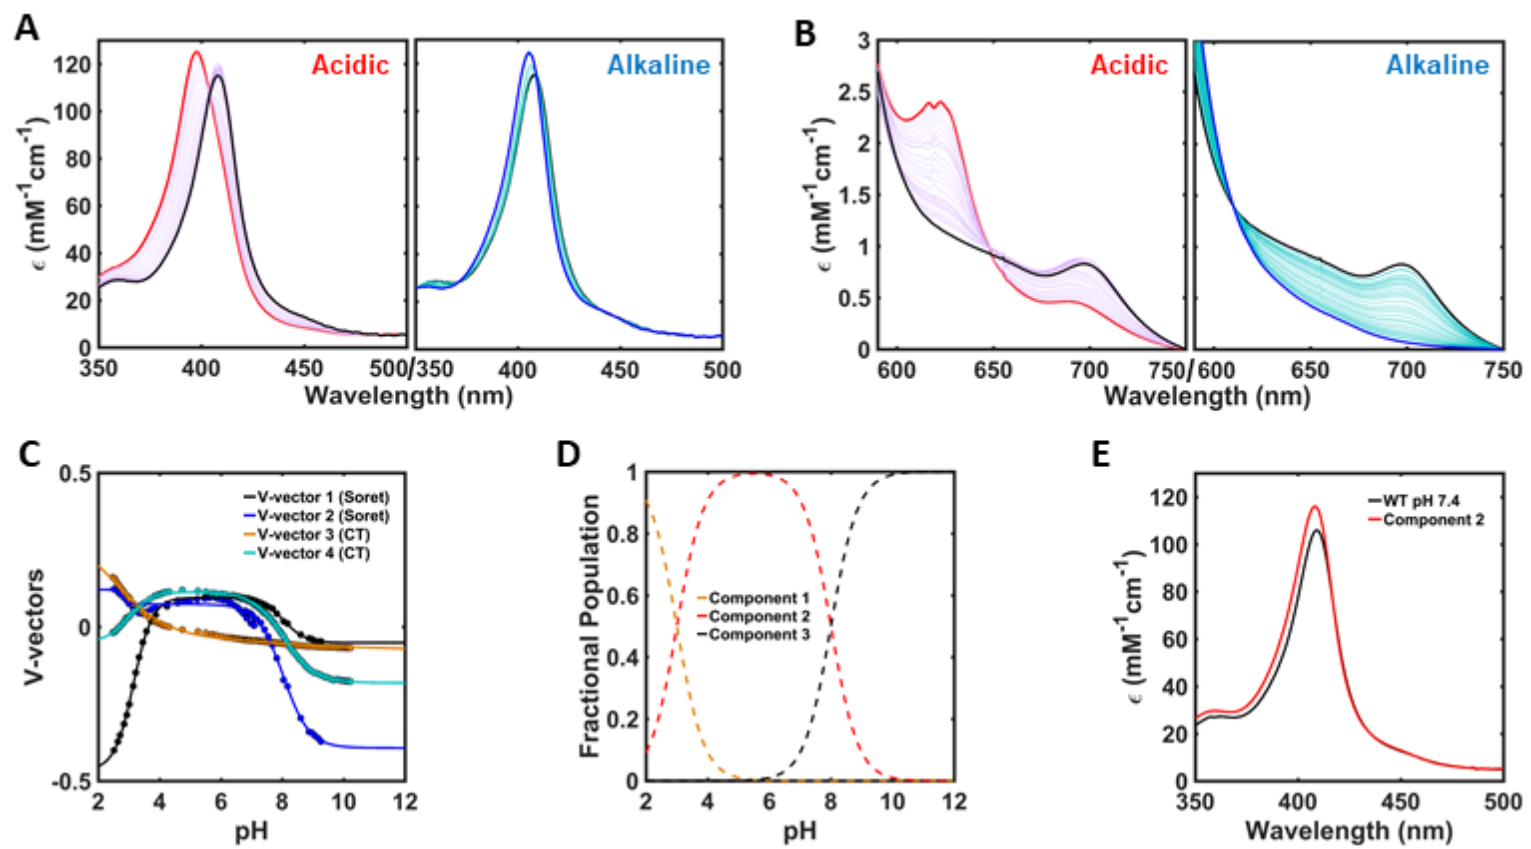 A
Acidic
Alkaline
120
100
80
60
40
20
0
ϵ (mM-1cm-1)
350 400 450 500/350 400 450 500
Wavelength (nm)
B
Acidic
Alkaline
3
2.5
2
1.5
1
0.5
0
ϵ (mM-1cm-1)
600 650 700 750/600 650 700 750
Wavelength (nm)
C
0.5
0
-0.5
V-vectors
V-vector 1 (Soret)
V-vector 2 (Soret)
V-vector 3 (CT)
V-vector 4 (CT)
2 4 6 8 10 12
pH
D
1
0.8
0.6
0.4
0.2
0
Fractional Population
Component 1
Component 2
Component 3
2 4 6 8 10 12
pH
E
120
100
80
60
40
20
0
ϵ (mM-1cm-1)
WT pH 7.4
Component 2
350 400 450 500
Wavelength (nm)